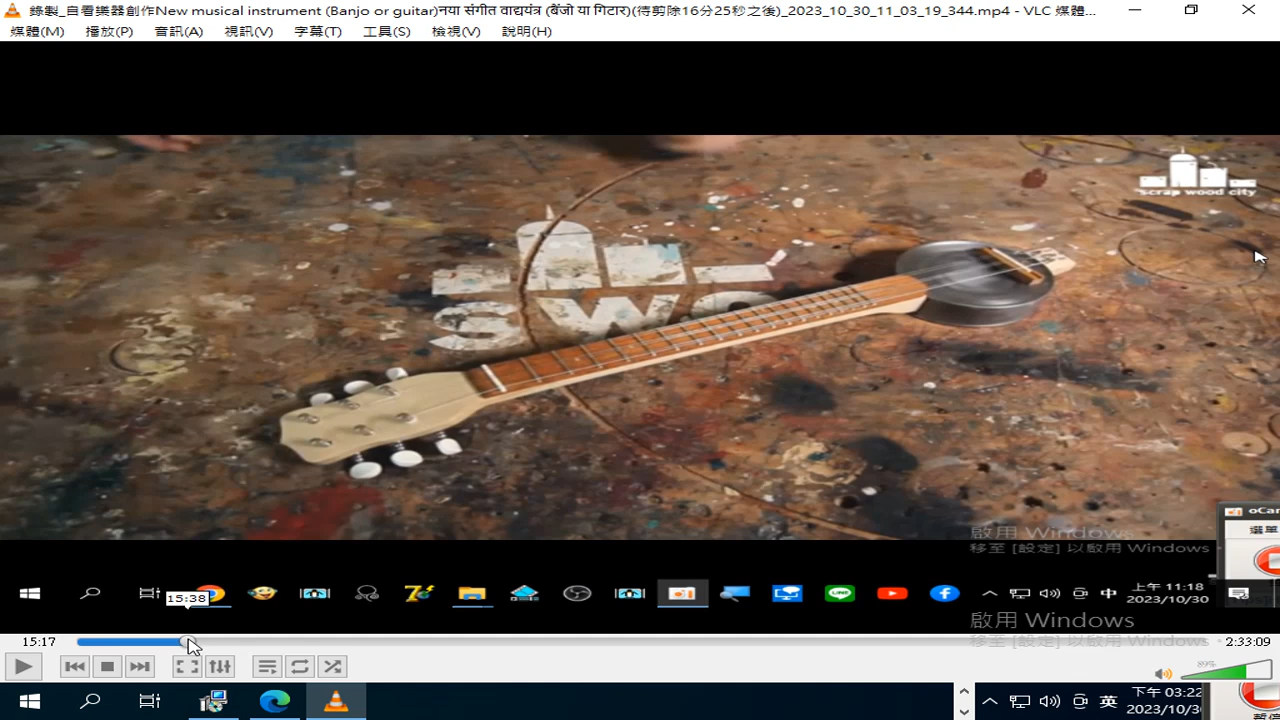 錄製_自看樂器創作New musical instrument (Banjo or guitar)नया संगीत वाद्ययंत्र (बैंजो या गिटार)(待剪除16分25秒之後)_2023_10_30_11_03_19_344.mp4 - VLC 媒體...
媒體(M) 播放(P) 音訊(A) 視訊(V) 字幕(T) 工具(S) 檢視(V) 說明(H)
scrap wood city
SWC
oCam
選單
啟用 Windows
移至 [設定] 以啟用 Windows。
中
上午 11:18
2023/10/30
15:38
啟用 Windows
移至 [設定] 以啟用 Windows。
15:17
2:33:09
89%
英
下午 03:22
2023/10/30